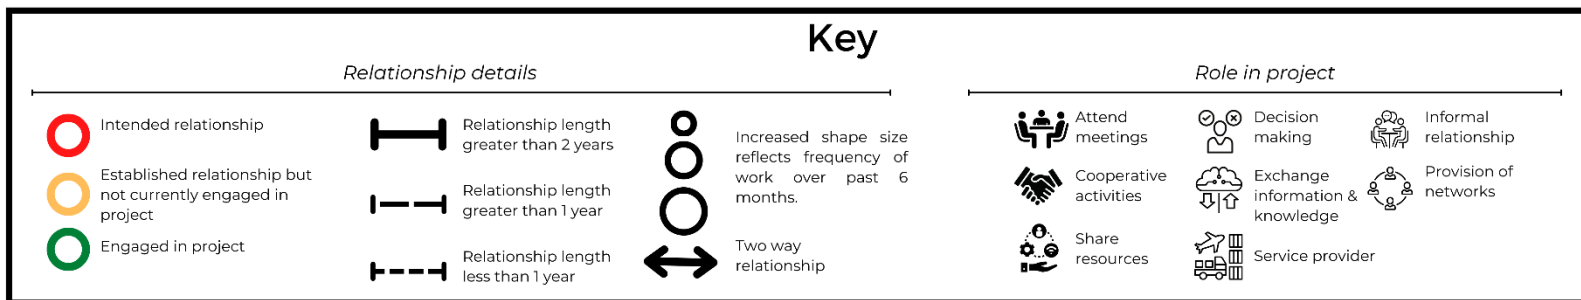 Key
Relationship details
Intended relationship
Established relationship but
not currently engaged in
project
Engaged in project
Relationship length
greater than 2 years
Relationship length
greater than 1 year
Relationship length
less than 1 year
Increased shape size
reflects frequency of
work over past 6
months.
Two way
relationship
Role in project
Attend
meetings
Cooperative
activities
Share
resources
Decision
making
Exchange
information &
knowledge
Service provider
Informal
relationship
Provision of
networks